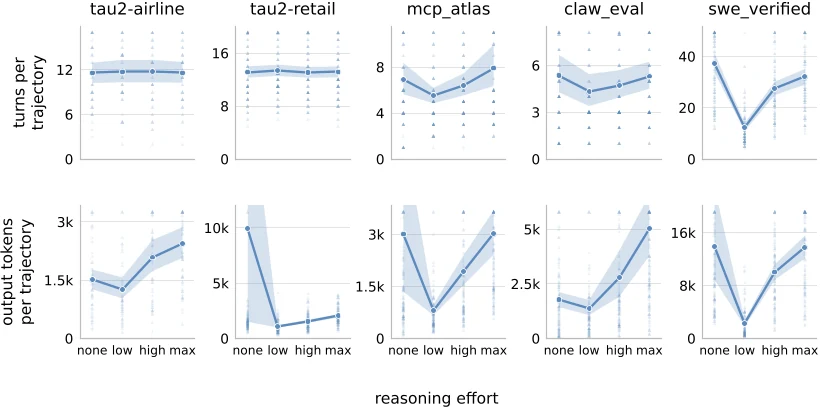 tau2-airline tau2-retail mcp_atlas claw_eval swe_verified
turns per
trajectory
12
6
0
16
8
0
8
4
0
6
3
0
40
20
0
output tokens
per trajectory
3k
1.5k
0
10k
5k
0
3k
1.5k
0
5k
2.5k
0
16k
8k
0
none low high max none low high max none low high max none low high max none low high max
reasoning effort